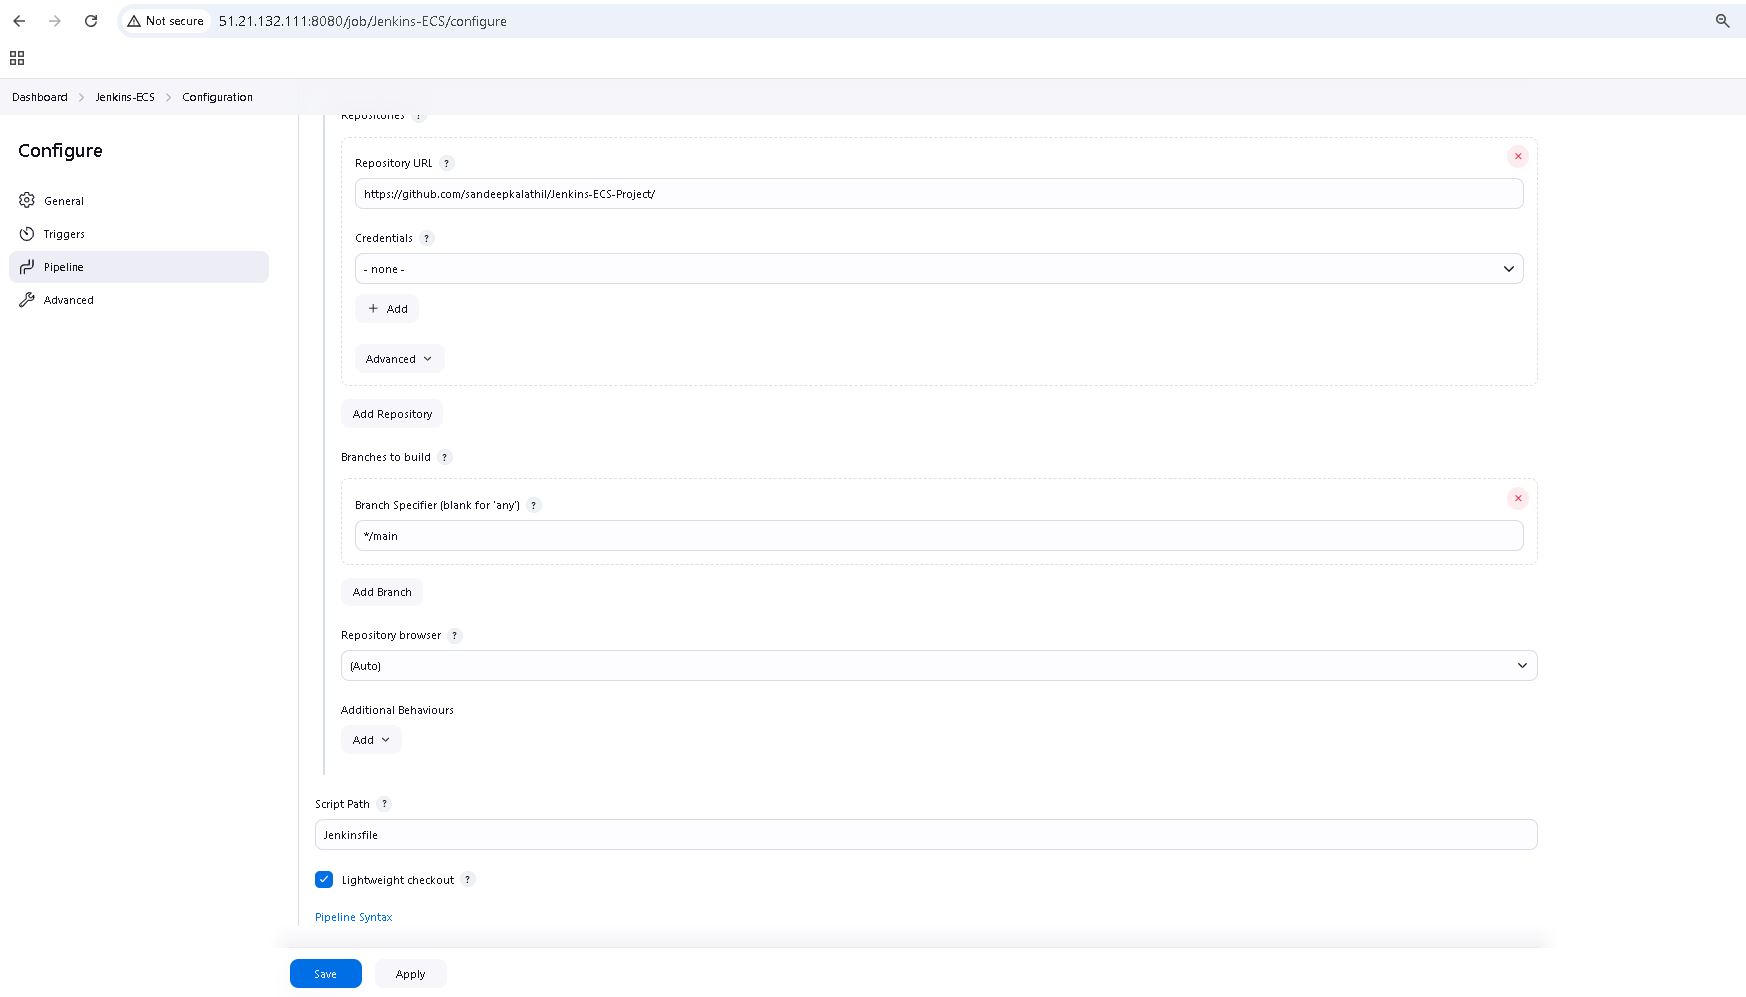 Not secure 51.21.132.111:8080/job/Jenkins-ECS/configure
Dashboard Jenkins-ECS Configuration
Configure
General
Triggers
Pipeline
Advanced
Repositories ?
Repository URL ?
https://github.com/sandeepkalathil/Jenkins-ECS-Project/
Credentials ?
- none -
+ Add
Advanced
Add Repository
Branches to build ?
Branch Specifier (blank for 'any') ?
*/main
Add Branch
Repository browser ?
(Auto)
Additional Behaviours
Add
Script Path ?
Jenkinsfile
Lightweight checkout ?
Pipeline Syntax
Save Apply